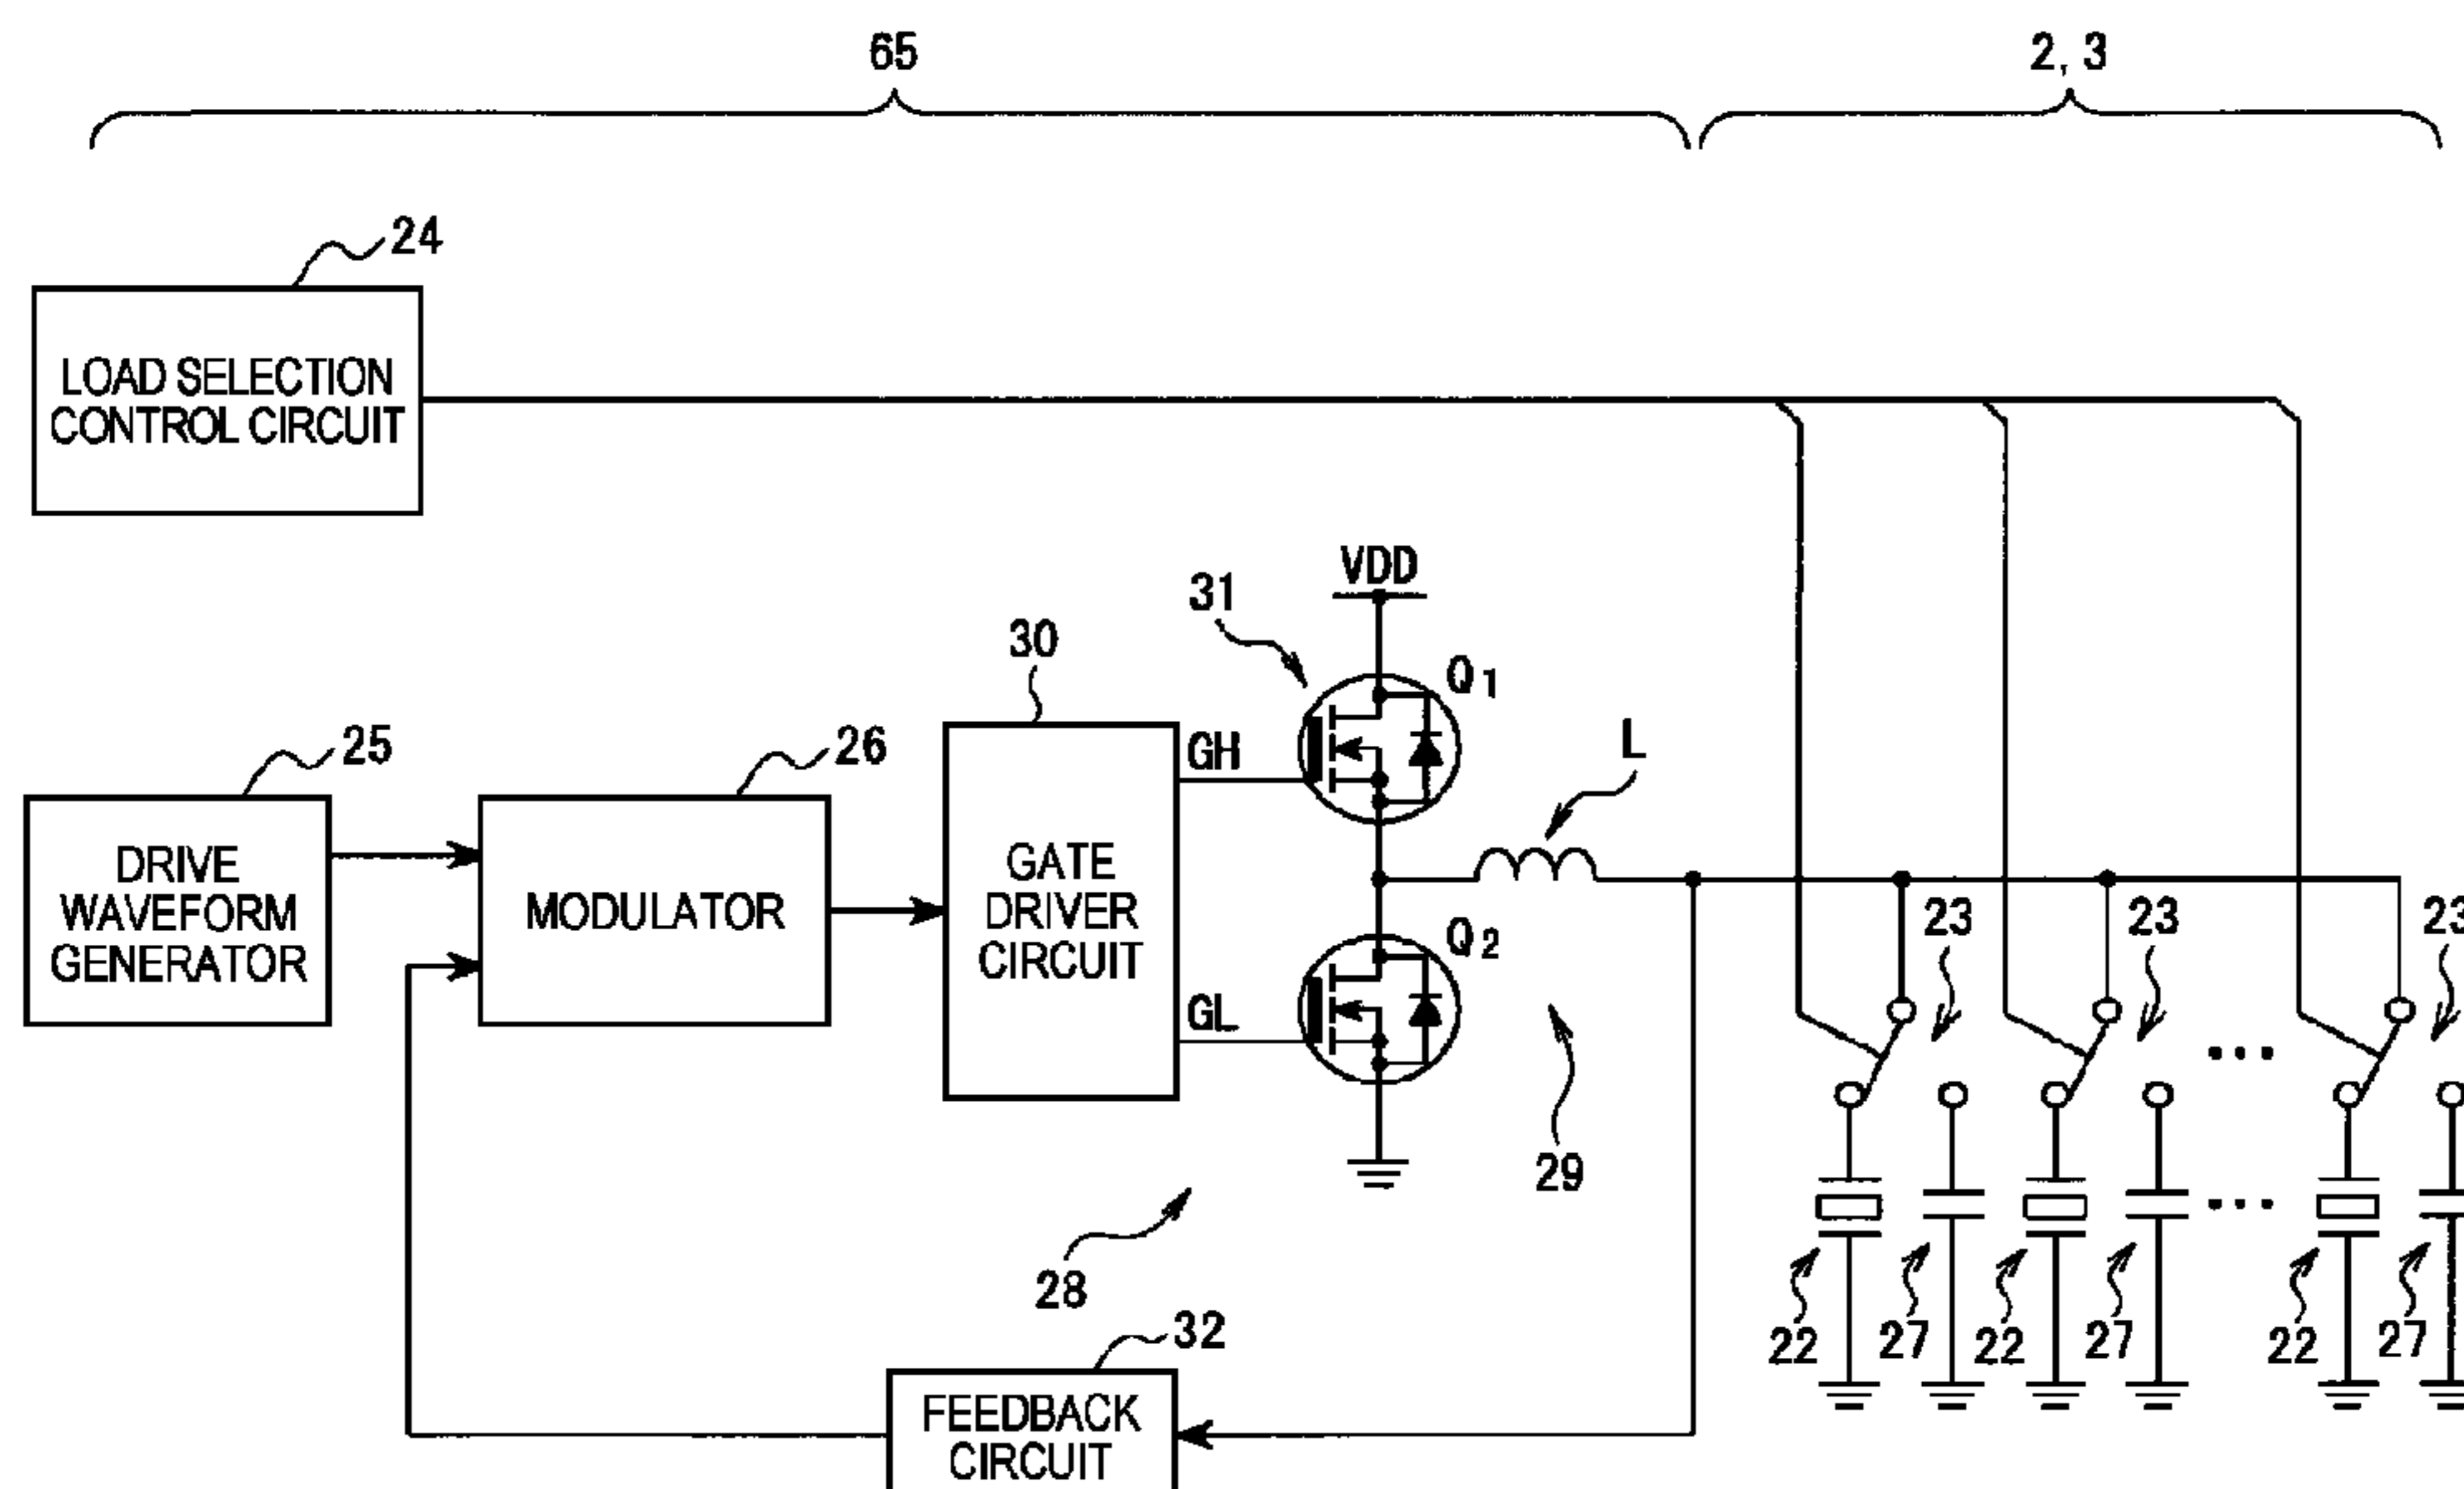 65
2, 3
24
LOAD SELECTION
CONTROL CIRCUIT
VDD
31
30
Q1
25
26
GH
L
DRIVE
WAVEFORM
GENERATOR
MODULATOR
GATE
DRIVER
CIRCUIT
23
23
23
Q2
GL
29
28
22
27
22
27
22
27
32
FEEDBACK
CIRCUIT